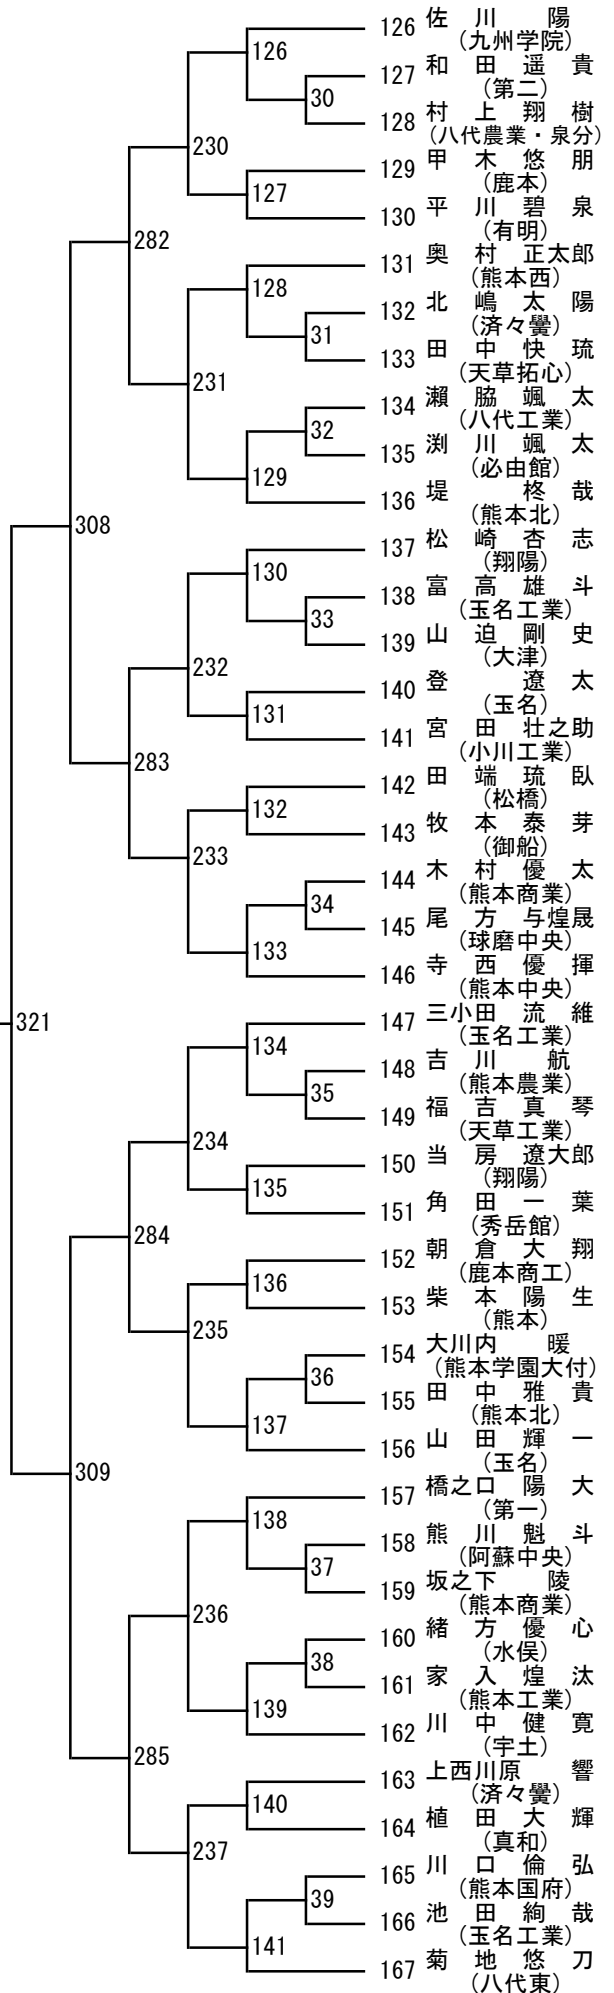 126 佐川 陽
(九州学院)
127 和田遥貴
(第二)
128 村上翔樹
(八代農業・泉分)
129 甲木悠朋
(鹿本)
130 平川碧泉
(有明)
131 奥村正太郎
(熊本西)
132 北嶋太陽
(済々黌)
133 田中快琉
(天草拓心)
134 瀬脇颯太
(八代工業)
135 渕川颯太
(必由館)
136 堤 柊哉
(熊本北)
137 松崎杏志
(翔陽)
138 富高雄斗
(玉名工業)
139 山迫剛史
(大津)
140 登 遼太
(玉名)
141 宮田壮之助
(小川工業)
142 田端琉臥
(松橋)
143 牧本泰芽
(御船)
144 木村優太
(熊本商業)
145 尾方与煌晟
(球磨中央)
146 寺西優揮
(熊本中央)
147 三小田流維
(玉名工業)
148 吉川 航
(熊本農業)
149 福吉真琴
(天草工業)
150 当房遼大郎
(翔陽)
151 角田一葉
(秀岳館)
152 朝倉大翔
(鹿本商工)
153 柴本陽生
(熊本)
154 大川内 暖
(熊本学園大付)
155 田中雅貴
(熊本北)
156 山田輝一
(玉名)
157 橋之口陽大
(第一)
158 熊川魁斗
(阿蘇中央)
159 坂之下 陵
(熊本商業)
160 緒方優心
(水俣)
161 家入煌汰
(熊本工業)
162 川中健寛
(宇土)
163 上西川原 響
(済々黌)
164 植田大輝
(真和)
165 川口倫弘
(熊本国府)
166 池田絢哉
(玉名工業)
167 菊地悠刀
(八代東)
30
31
32
33
34
35
36
37
38
39
126
127
128
129
130
131
132
133
134
135
136
137
138
139
140
141
230
231
232
233
234
235
236
237
282
283
284
285
308
309
321